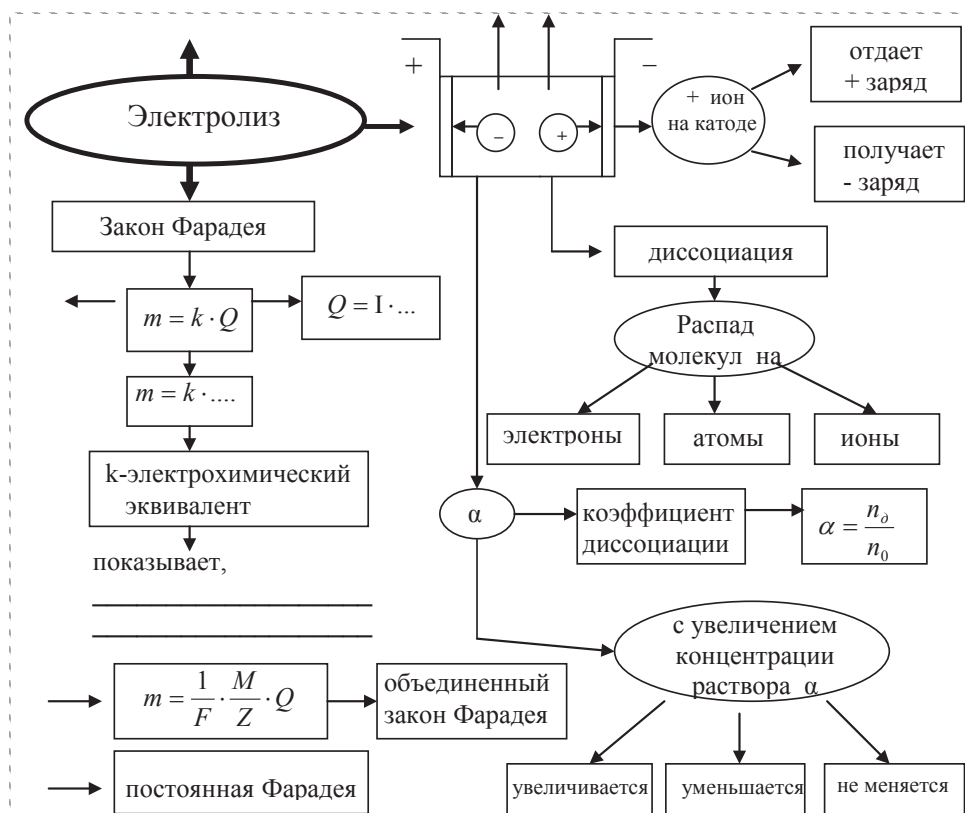 Электролиз
+
−
−
+
+ ион
на катоде
отдает
+ заряд
получает
- заряд
Закон Фарадея
m = k · Q
Q = I · ...
m = k · ....
k-электрохимический
эквивалент
показывает,
диссоциация
Распад
молекул на
электроны
атомы
ионы
α
коэффициент
диссоциации
α = n_д / n_0
с увеличением
концентрации
раствора α
увеличивается
уменьшается
не меняется
m = 1/F · M/Z · Q
объединенный
закон Фарадея
постоянная Фарадея